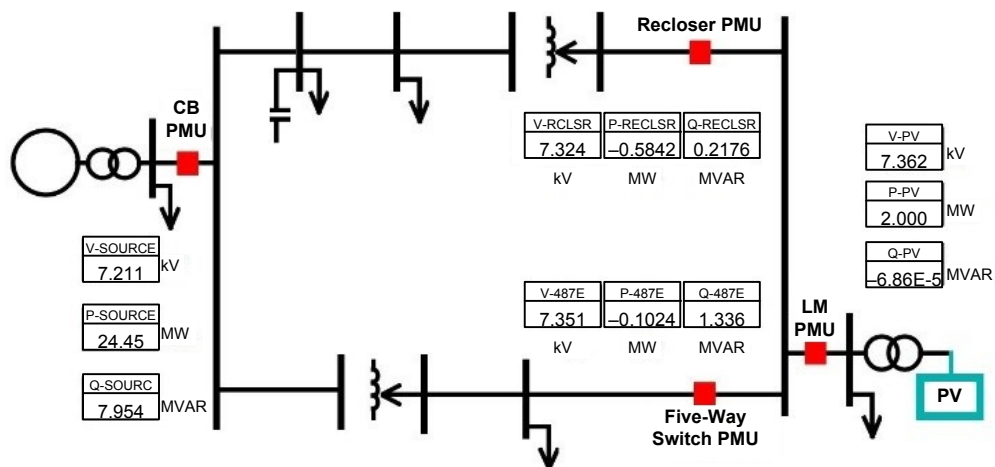 Recloser PMU
CB
PMU
V-RCLSR P-RECLSR Q-RECLSR
7.324 –0.5842 0.2176
kV MW MVAR
V-PV
7.362 kV
P-PV
2.000 MW
Q-PV
–6.86E-5 MVAR
V-SOURCE
7.211 kV
P-SOURCE
24.45
MW
Q-SOURC
7.954 MVAR
V-487E P-487E Q-487E
7.351 –0.1024 1.336
kV MW MVAR
LM
PMU
PV
Five-Way
Switch PMU